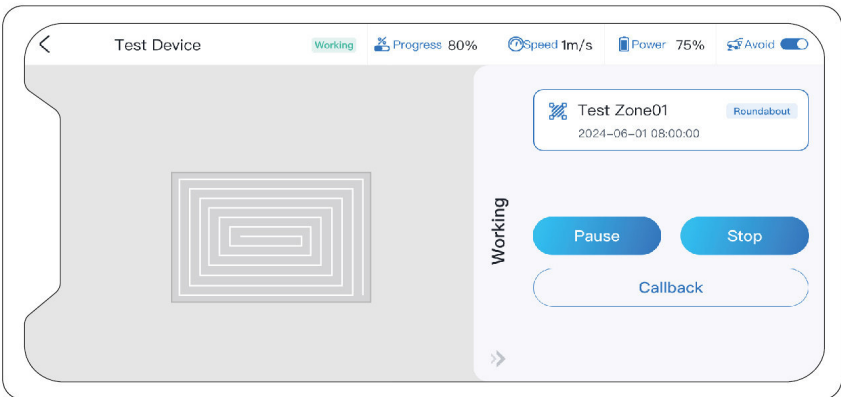 Test Device Working Progress 80% Speed 1m/s Power 75% Avoid
Test Zone01 Roundabout
2024-06-01 08:00:00
Working
Pause Stop
Callback